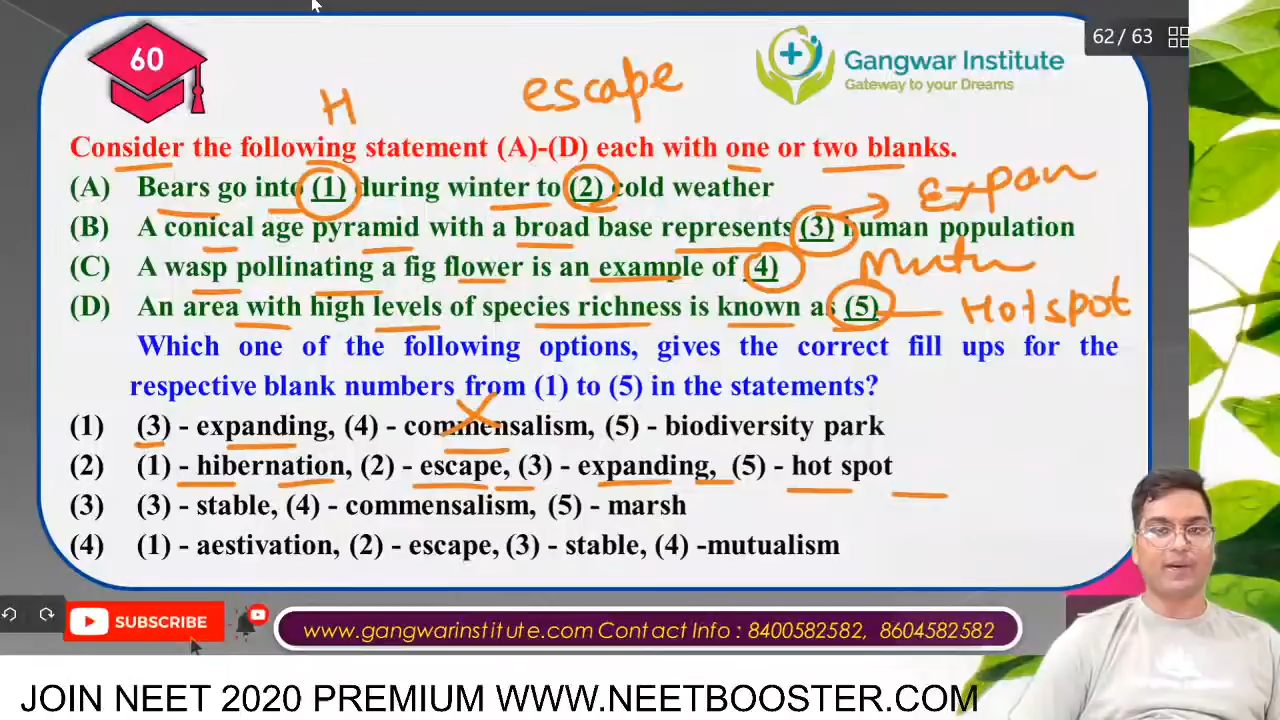 62 / 63
60
Gangwar Institute
Gateway to your Dreams
H
escape
Consider the following statement (A)-(D) each with one or two blanks.
(A) Bears go into (1) during winter to (2) cold weather
Expan
(B) A conical age pyramid with a broad base represents (3) human population
(C) A wasp pollinating a fig flower is an example of (4)
Mutu
(D) An area with high levels of species richness is known as (5)
Hotspot
Which one of the following options, gives the correct fill ups for the
respective blank numbers from (1) to (5) in the statements?
(1) (3) - expanding, (4) - commensalism, (5) - biodiversity park
(2) (1) - hibernation, (2) - escape, (3) - expanding, (5) - hot spot
(3) (3) - stable, (4) - commensalism, (5) - marsh
(4) (1) - aestivation, (2) - escape, (3) - stable, (4) -mutualism
SUBSCRIBE
www.gangwarinstitute.com Contact Info : 8400582582, 8604582582
JOIN NEET 2020 PREMIUM WWW.NEETBOOSTER.COM